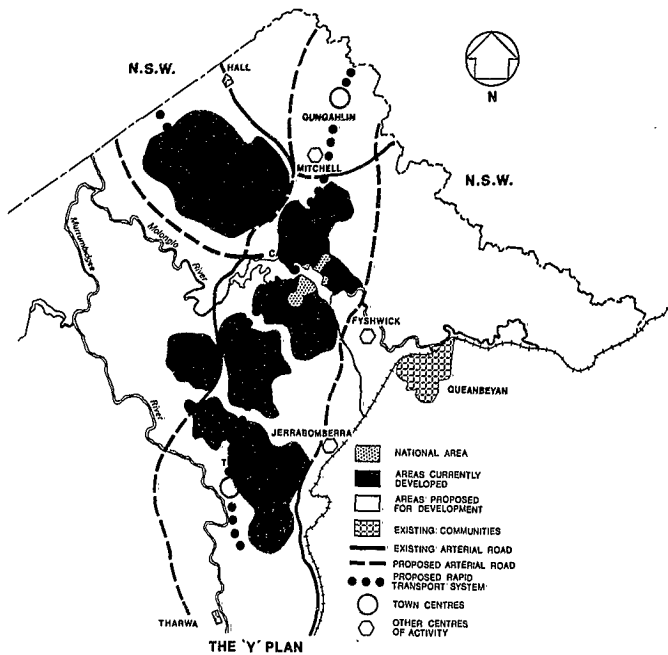 N.S.W.
HALL
GUNGAHLIN
N
MITCHELL
N.S.W.
Murrumbidgee
Molonglo
River
FYSHWICK
QUEANBEYAN
River
JERRABOMBERRA
NATIONAL AREA
AREAS CURRENTLY
DEVELOPED
AREAS PROPOSED
FOR DEVELOPMENT
EXISTING COMMUNITIES
EXISTING ARTERIAL ROAD
PROPOSED ARTERIAL ROAD
PROPOSED RAPID
TRANSPORT SYSTEM
TOWN CENTRES
OTHER CENTRES
OF ACTIVITY
THARWA
THE 'Y' PLAN